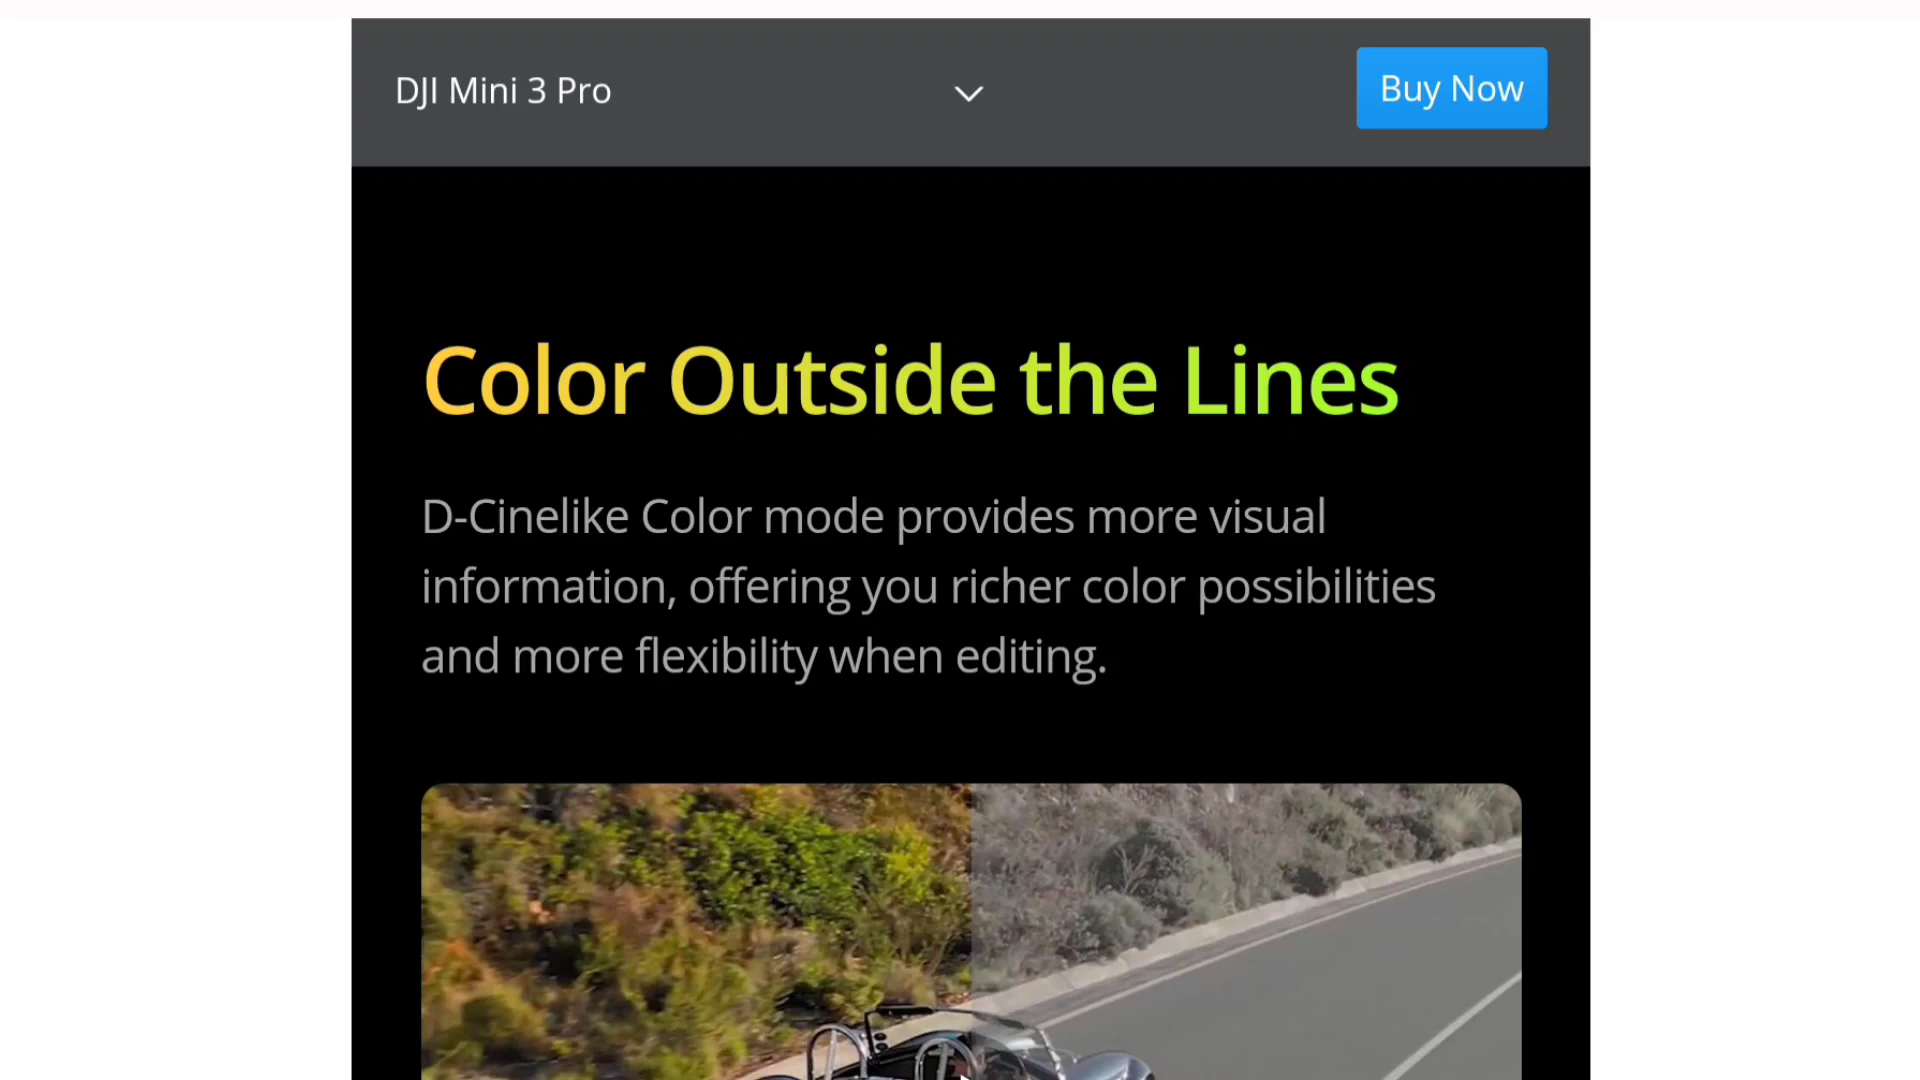 DJI Mini 3 Pro
Buy Now
Color Outside the Lines
D-Cinelike Color mode provides more visual
information, offering you richer color possibilities
and more flexibility when editing.